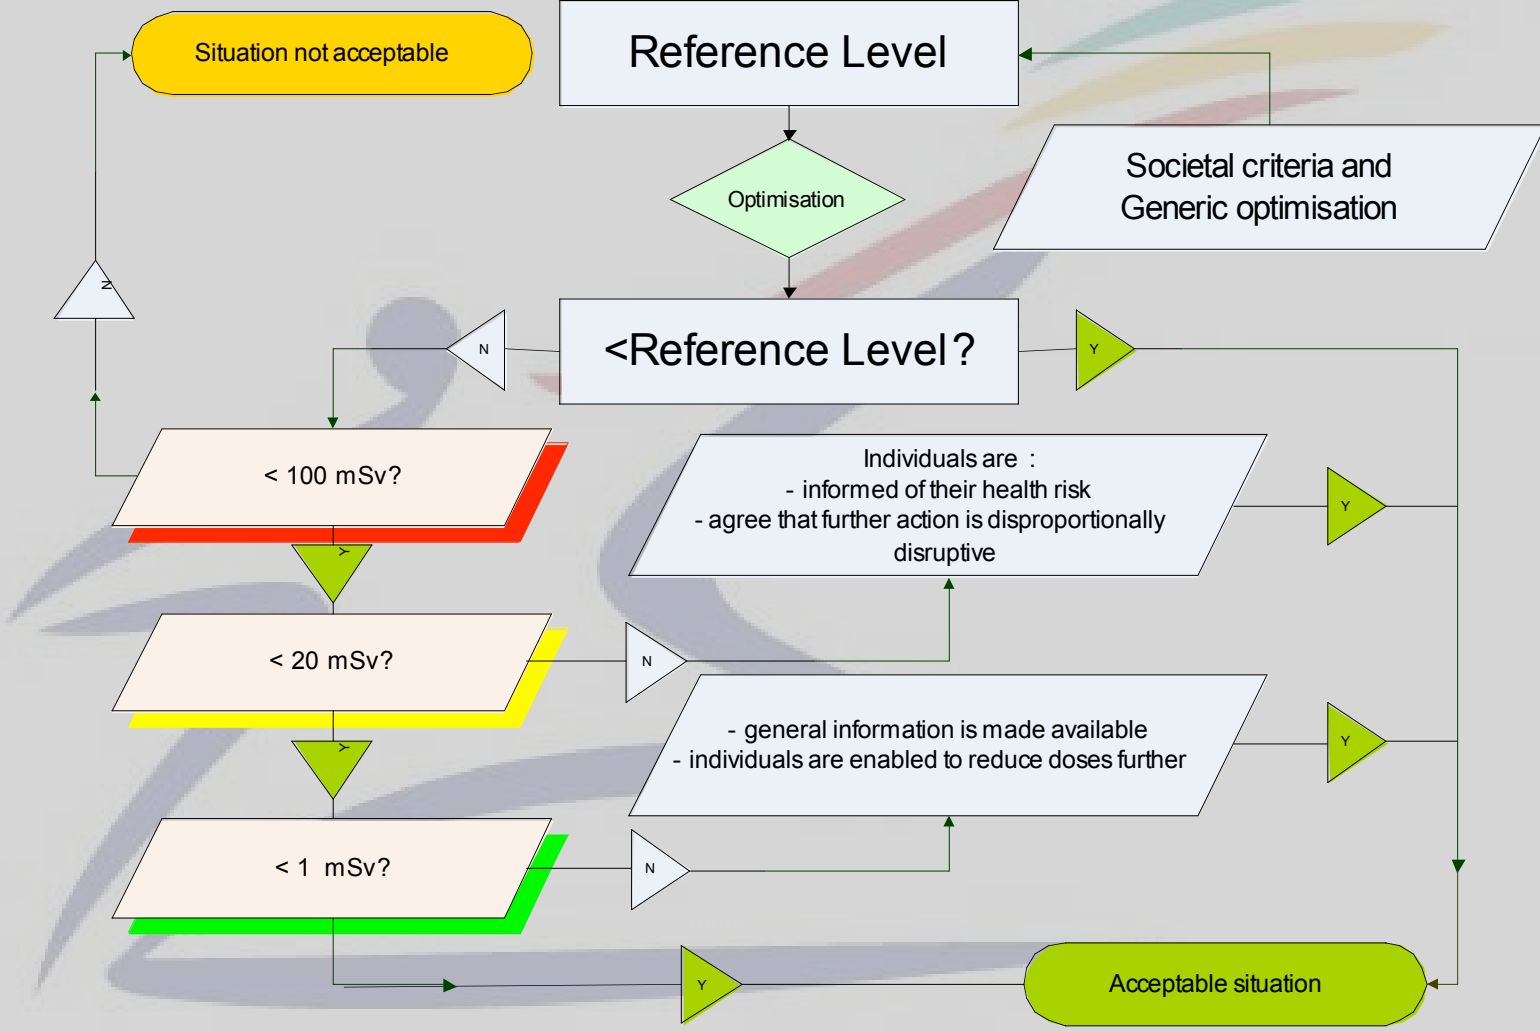 Situation not acceptable
Reference Level
Societal criteria and
Generic optimisation
Optimisation
N
<Reference Level?
N
Y
< 100 mSv?
Individuals are :
- informed of their health risk
- agree that further action is disproportionally
disruptive
Y
Y
< 20 mSv?
N
- general information is made available
- individuals are enabled to reduce doses further
Y
Y
< 1 mSv?
N
Y
Acceptable situation